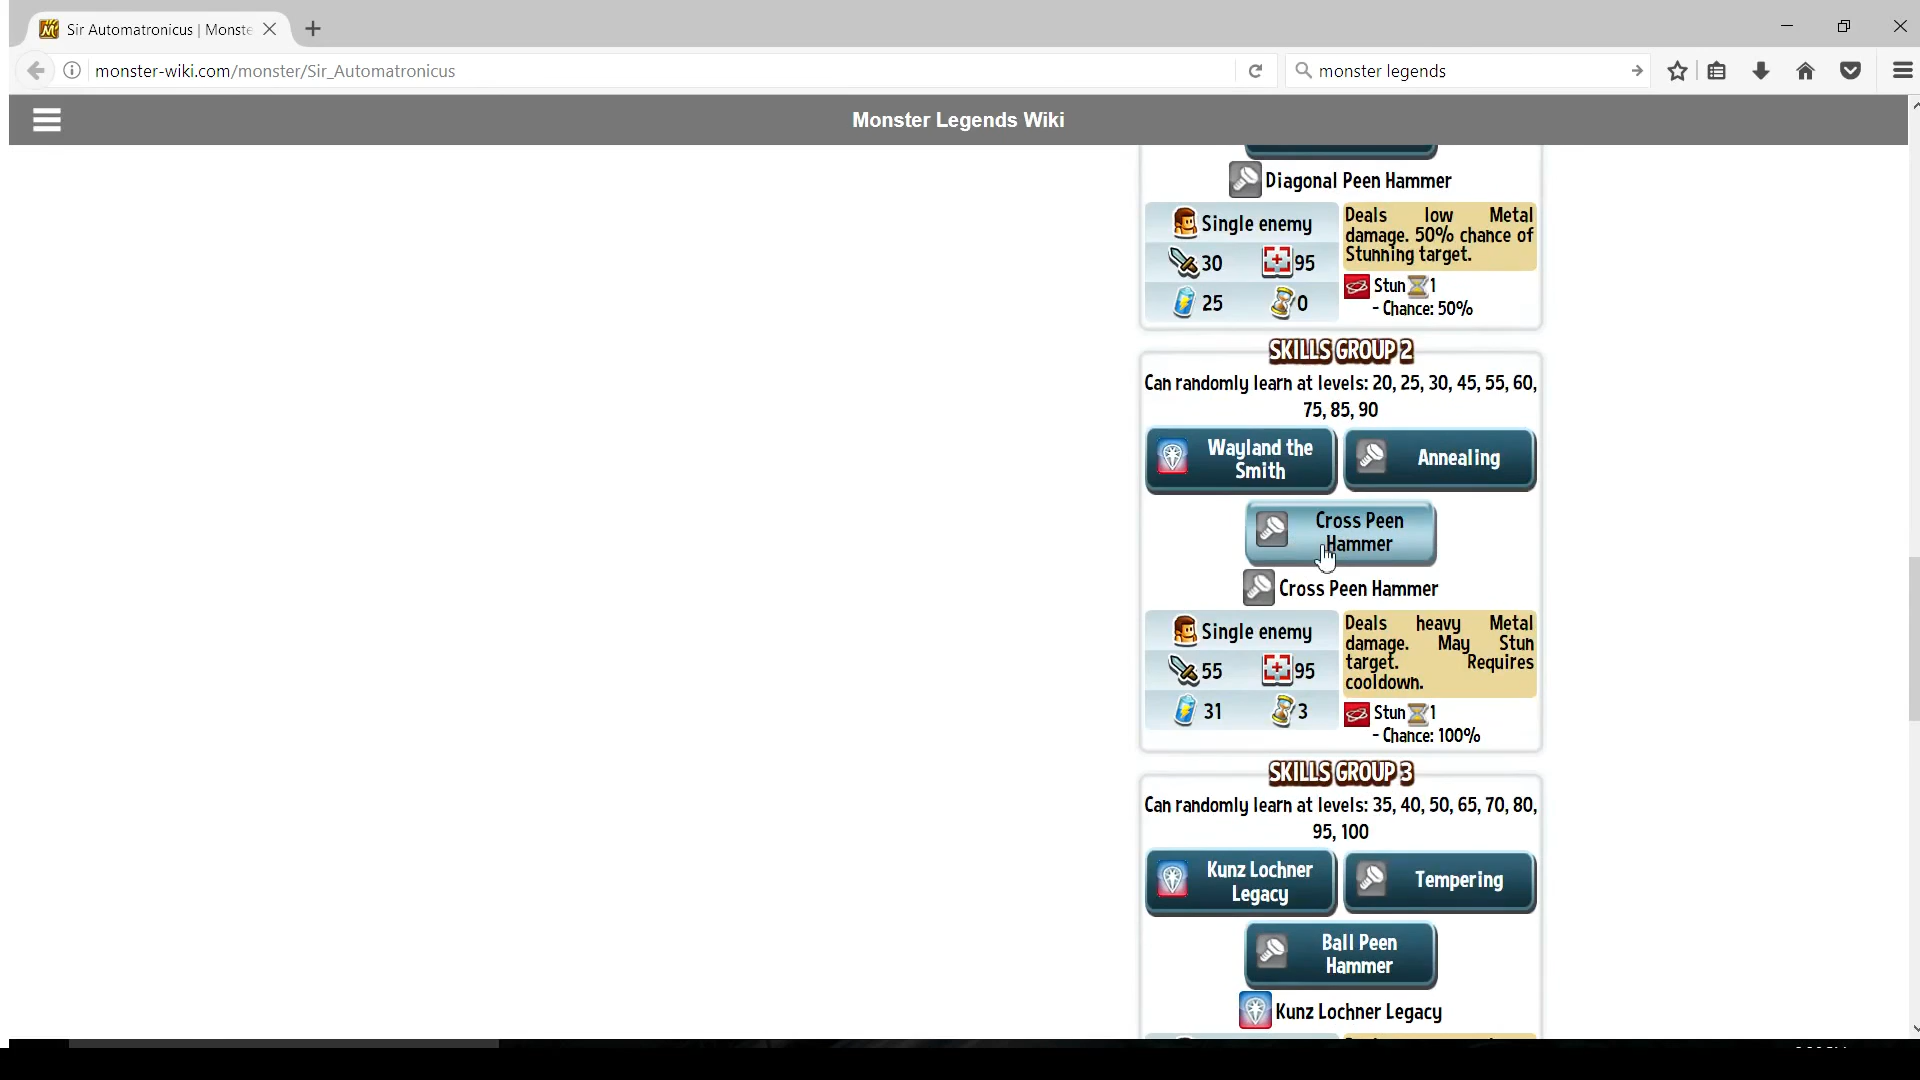 Sir Automatronicus | Monste
monster-wiki.com/monster/Sir_Automatronicus
monster legends
Monster Legends Wiki
Diagonal Peen Hammer
Single enemy
30 95
25 0
Deals low Metal
damage. 50% chance of
Stunning target.
Stun 1
- Chance: 50%
SKILLS GROUP 2
Can randomly learn at levels: 20, 25, 30, 45, 55, 60,
75, 85, 90
Wayland the
Smith
Annealing
Cross Peen
Hammer
Cross Peen Hammer
Single enemy
55 95
31 3
Deals heavy Metal
damage. May Stun
target. Requires
cooldown.
Stun 1
- Chance: 100%
SKILLS GROUP 3
Can randomly learn at levels: 35, 40, 50, 65, 70, 80,
95, 100
Kunz Lochner
Legacy
Tempering
Ball Peen
Hammer
Kunz Lochner Legacy